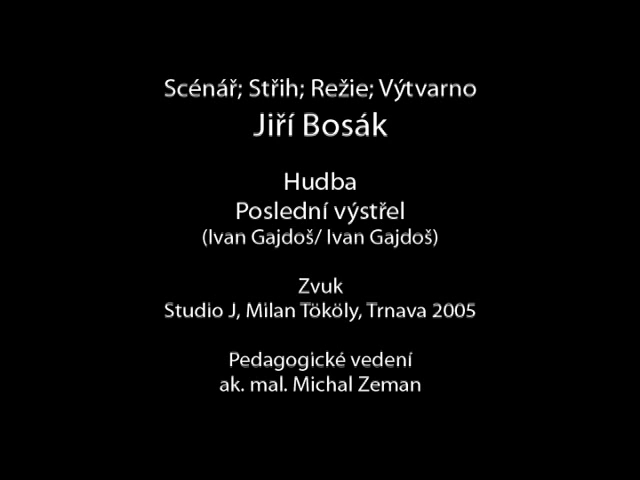 Scénář; Střih; Režie; Výtvarno
Jiří Bosák
Hudba
Poslední výstřel
(Ivan Gajdoš/ Ivan Gajdoš)
Zvuk
Studio J, Milan Tököly, Trnava 2005
Pedagogické vedení
ak. mal. Michal Zeman